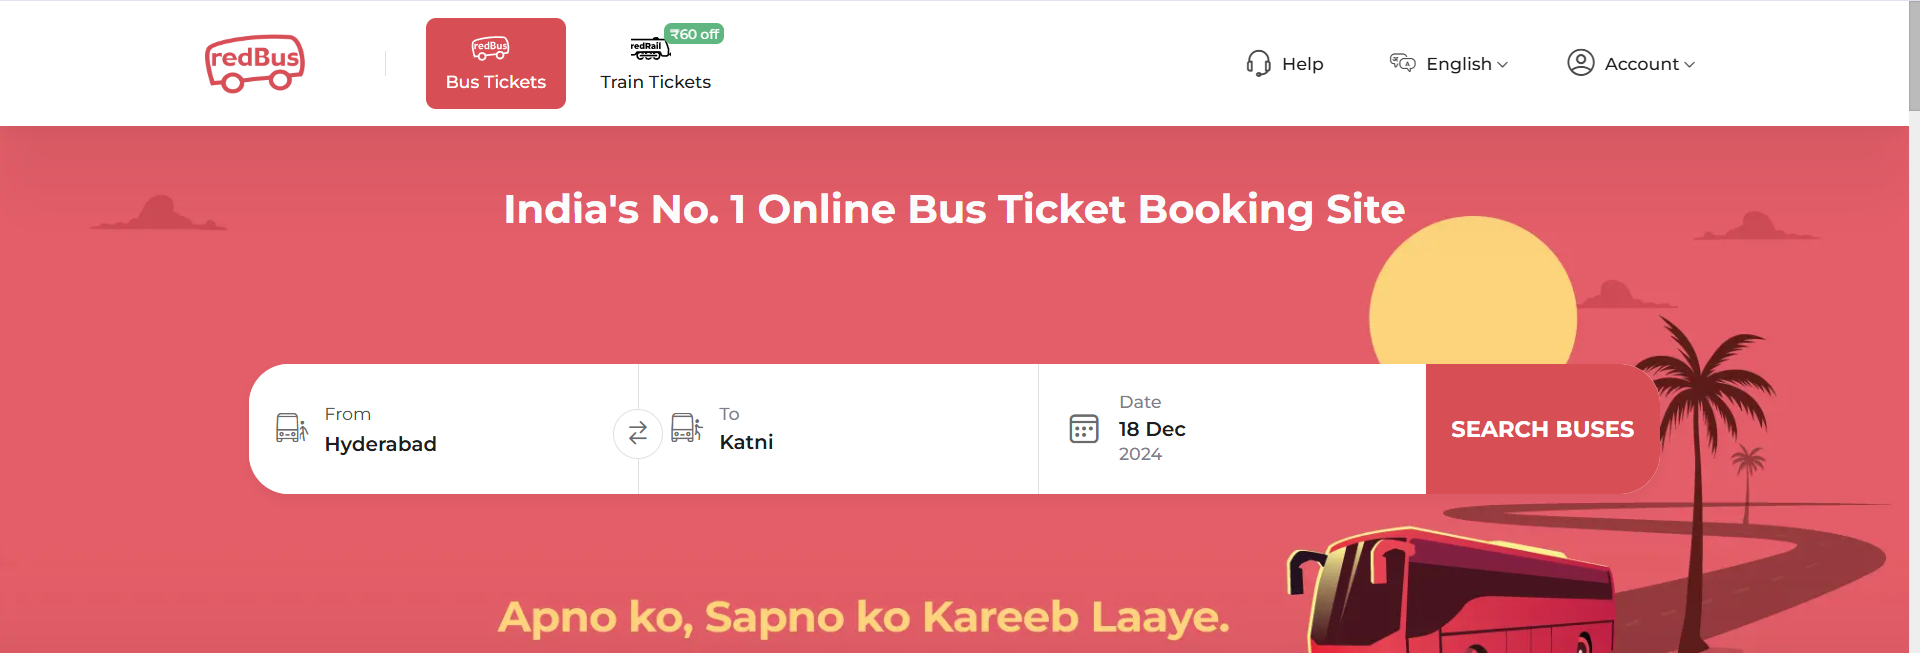 redBus
redBus
Bus Tickets
redRail
₹60 off
Train Tickets
Help
English
Account
India's No. 1 Online Bus Ticket Booking Site
From
Hyderabad
To
Katni
Date
18 Dec
2024
SEARCH BUSES
Apno ko, Sapno ko Kareeb Laaye.